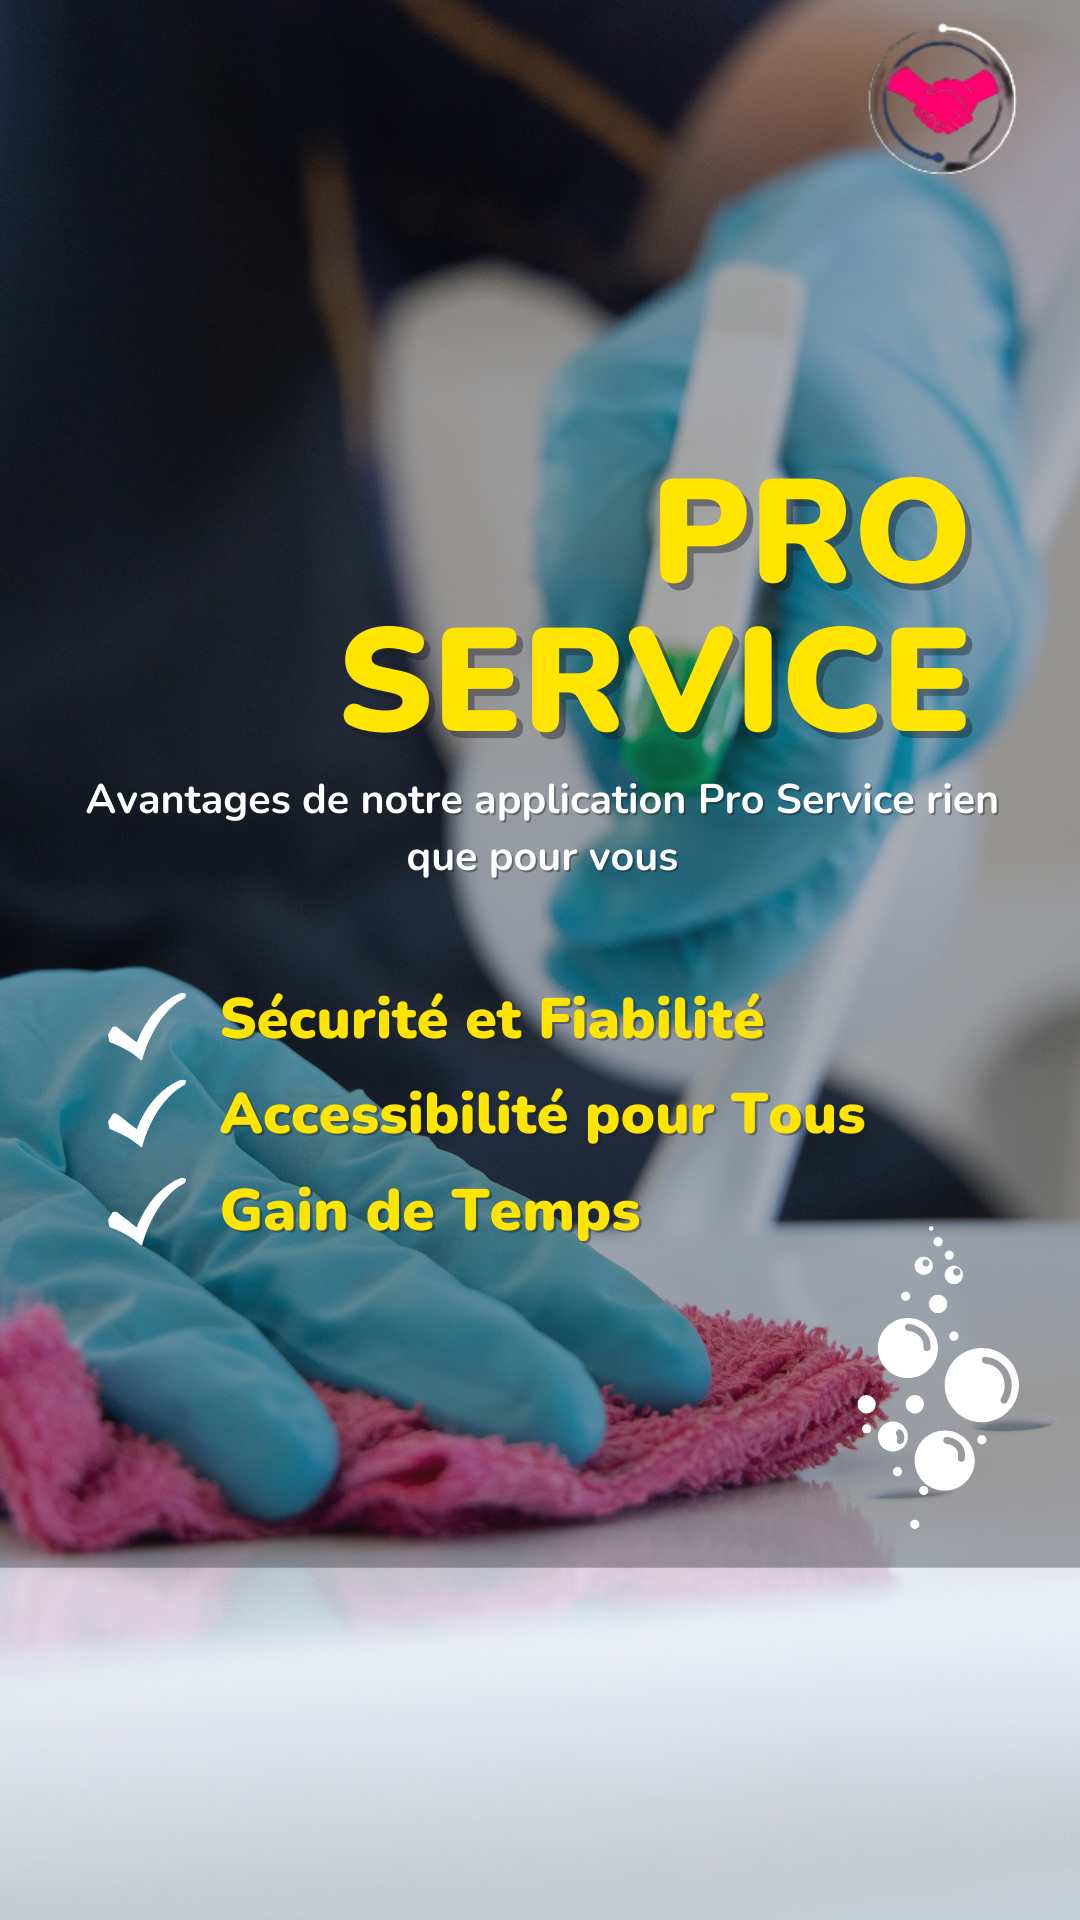 PRO
SERVICE
Avantages de notre application Pro Service rien
que pour vous
Sécurité et Fiabilité
Accessibilité pour Tous
Gain de Temps